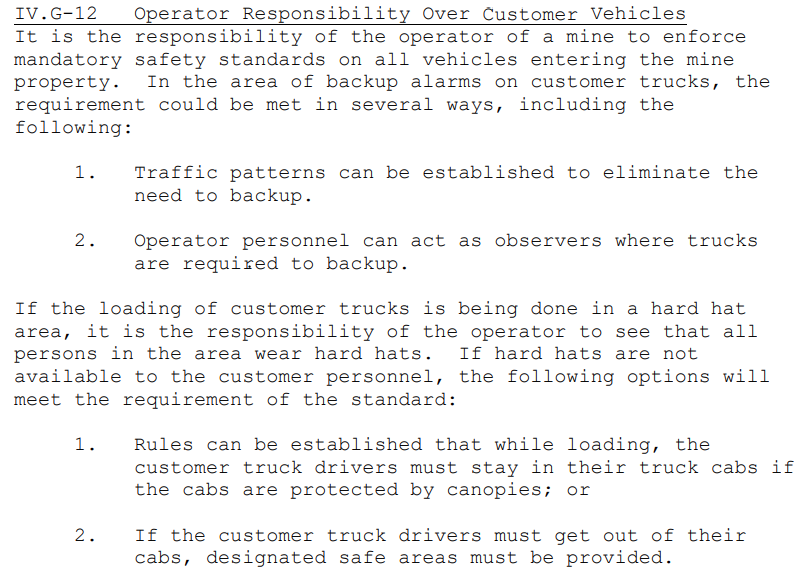 IV.G-12 Operator Responsibility Over Customer Vehicles
It is the responsibility of the operator of a mine to enforce
mandatory safety standards on all vehicles entering the mine
property. In the area of backup alarms on customer trucks, the
requirement could be met in several ways, including the
following:
1. Traffic patterns can be established to eliminate the
need to backup.
2. Operator personnel can act as observers where trucks
are required to backup.
If the loading of customer trucks is being done in a hard hat
area, it is the responsibility of the operator to see that all
persons in the area wear hard hats. If hard hats are not
available to the customer personnel, the following options will
meet the requirement of the standard:
1. Rules can be established that while loading, the
customer truck drivers must stay in their truck cabs if
the cabs are protected by canopies; or
2. If the customer truck drivers must get out of their
cabs, designated safe areas must be provided.